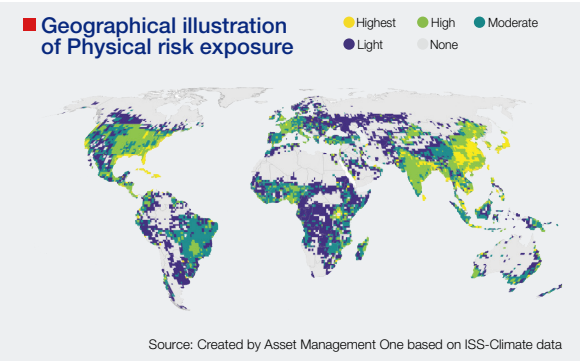 Geographical illustration
of Physical risk exposure
Highest High Moderate
Light None
Source: Created by Asset Management One based on ISS-Climate data